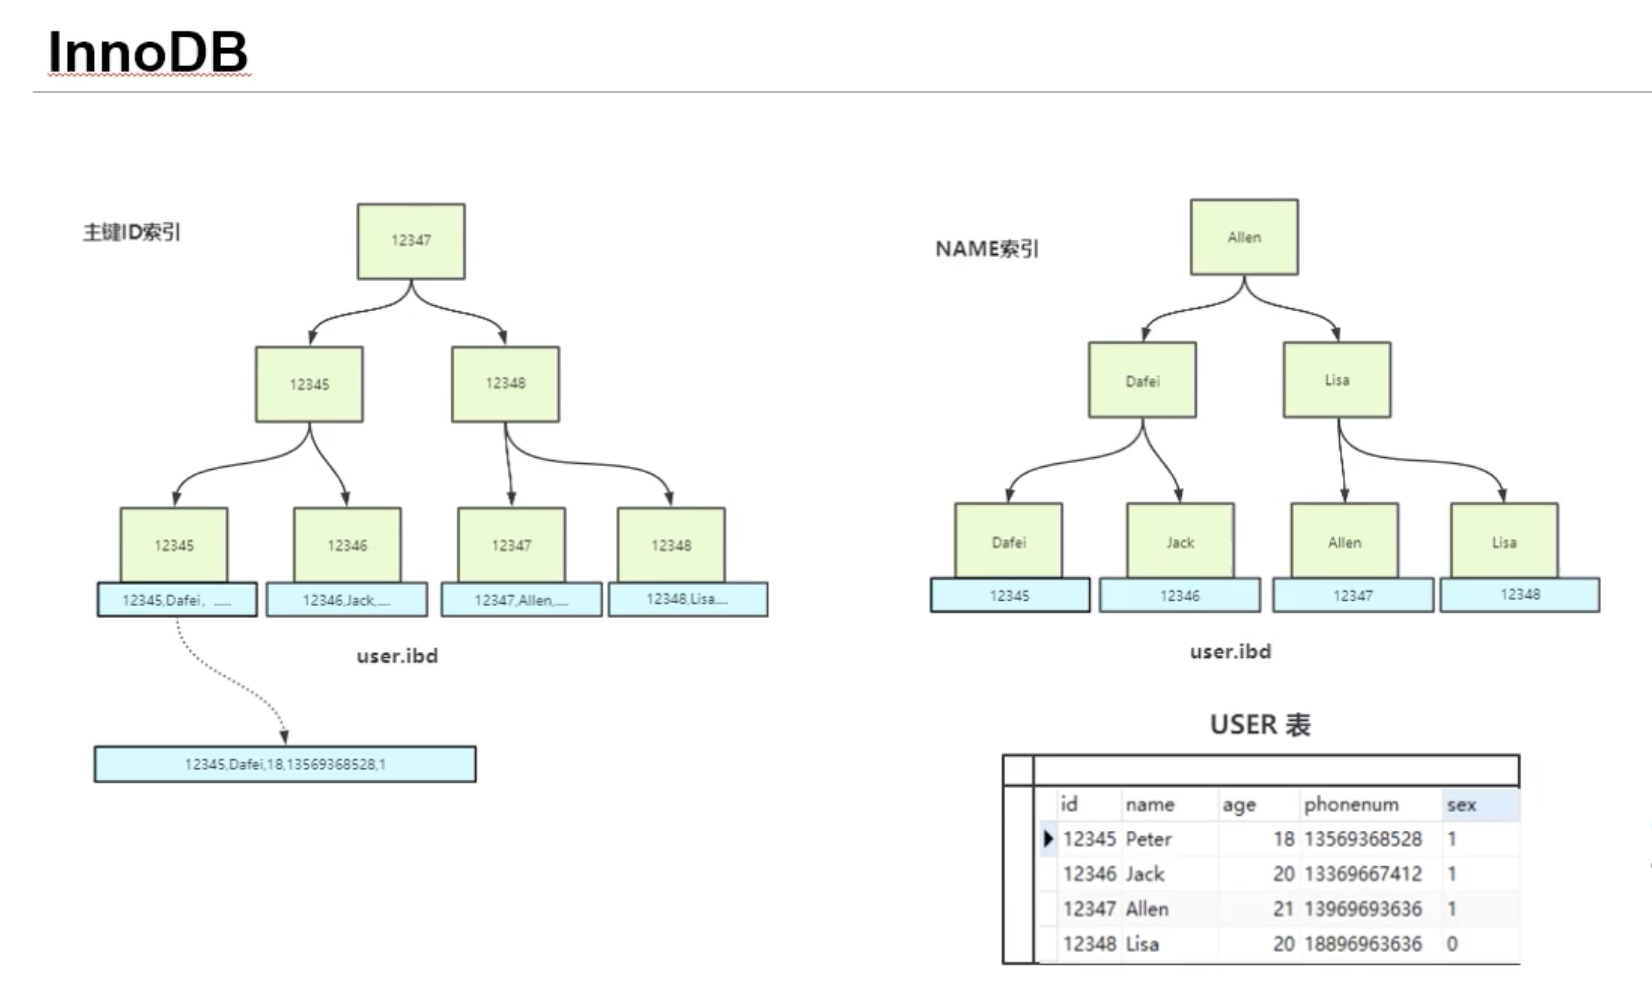 InnoDB
主键ID索引
12347
12345
12348
12345
12346
12347
12348
12345,Dafei, ......
12346,Jack,....
12347,Allen,....
12348,Lisa....
user.ibd
12345,Dafei,18,13569368528,1
NAME索引
Allen
Dafei
Lisa
Dafei
Jack
Allen
Lisa
12345
12346
12347
12348
user.ibd
USER 表
id name age phonenum sex
12345 Peter 18 13569368528 1
12346 Jack 20 13369667412 1
12347 Allen 21 13969693636 1
12348 Lisa 20 18896963636 0